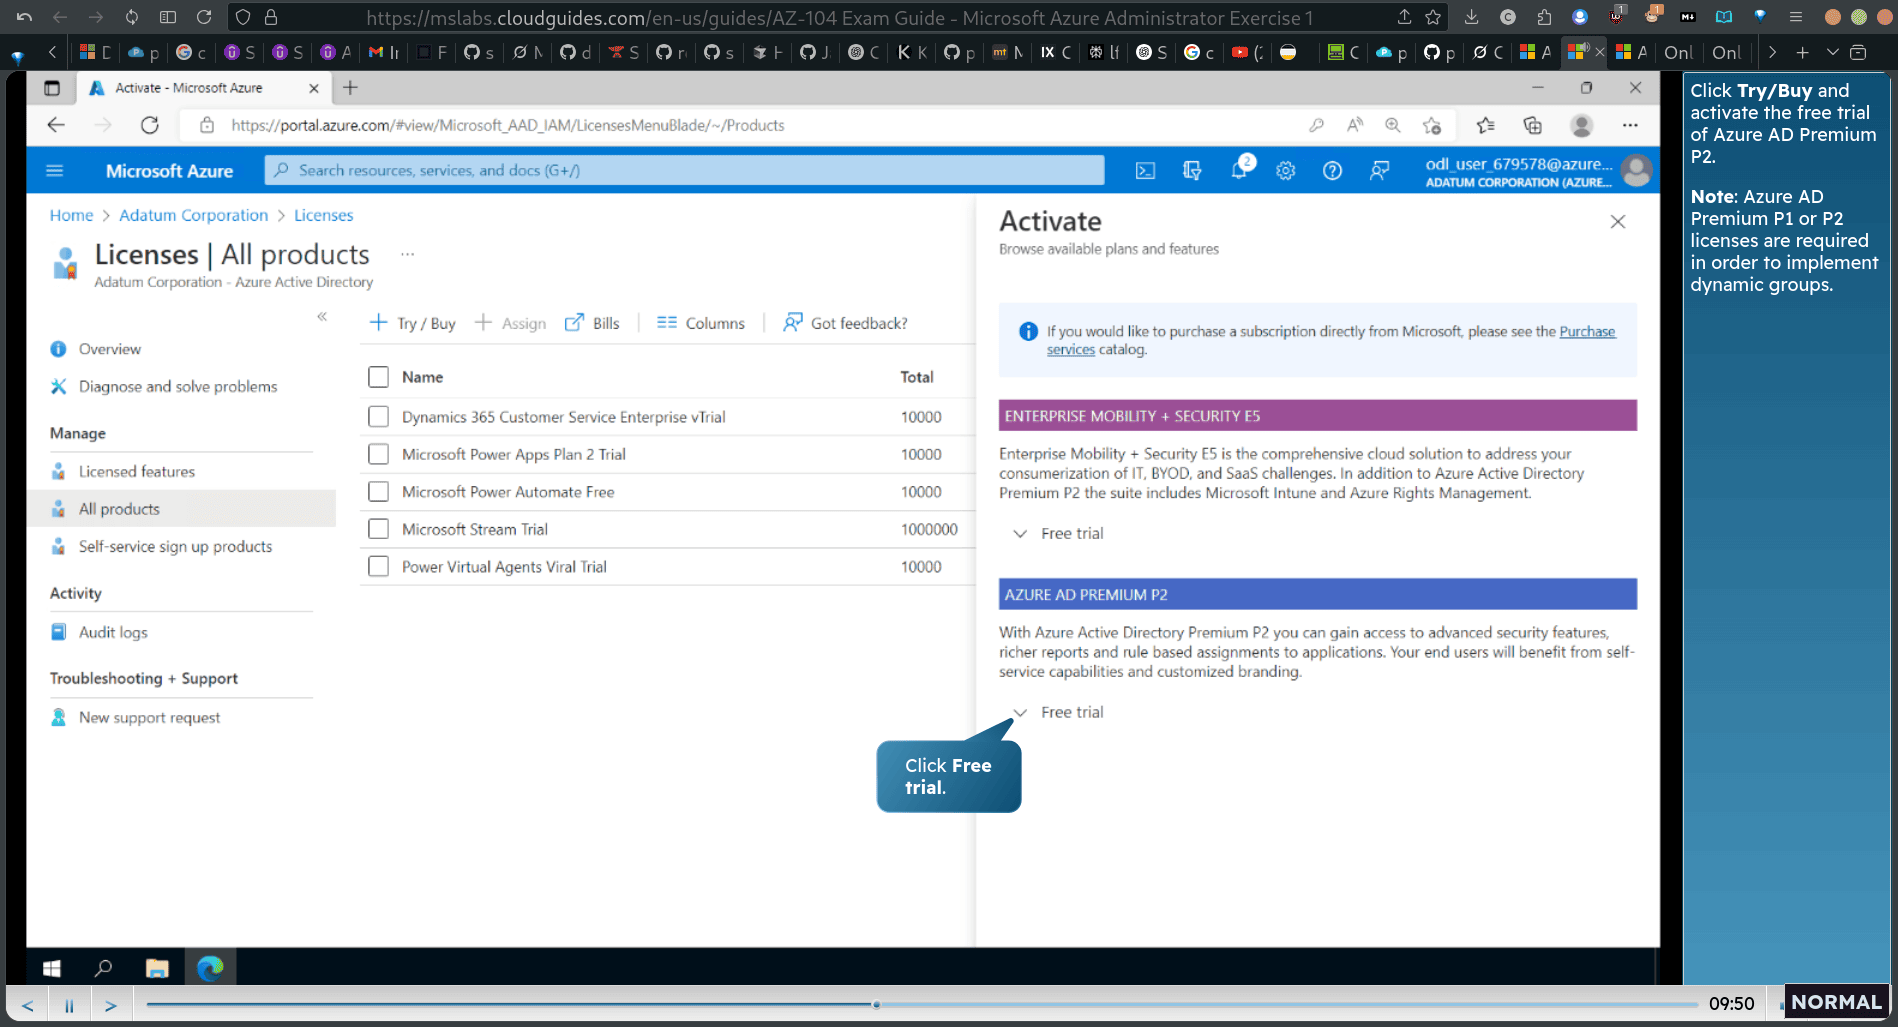 https://mslabs.cloudguides.com/en-us/guides/AZ-104 Exam Guide - Microsoft Azure Administrator Exercise 1
Activate - Microsoft Azure
https://portal.azure.com/#view/Microsoft_AAD_IAM/LicensesMenuBlade/~/Products
Microsoft Azure
Search resources, services, and docs (G+/)
2
odl_user_679578@azure...
ADATUM CORPORATION (AZURE...
Home > Adatum Corporation > Licenses
Licenses | All products
...
Adatum Corporation - Azure Active Directory
Overview
Diagnose and solve problems
Manage
Licensed features
All products
Self-service sign up products
Activity
Audit logs
Troubleshooting + Support
New support request
Try / Buy
Assign
Bills
Columns
Got feedback?
Name Total
Dynamics 365 Customer Service Enterprise vTrial 10000
Microsoft Power Apps Plan 2 Trial 10000
Microsoft Power Automate Free 10000
Microsoft Stream Trial 1000000
Power Virtual Agents Viral Trial 10000
Activate
Browse available plans and features
If you would like to purchase a subscription directly from Microsoft, please see the Purchase
services catalog.
ENTERPRISE MOBILITY + SECURITY E5
Enterprise Mobility + Security E5 is the comprehensive cloud solution to address your
consumerization of IT, BYOD, and SaaS challenges. In addition to Azure Active Directory
Premium P2 the suite includes Microsoft Intune and Azure Rights Management.
Free trial
AZURE AD PREMIUM P2
With Azure Active Directory Premium P2 you can gain access to advanced security features,
richer reports and rule based assignments to applications. Your end users will benefit from self-
service capabilities and customized branding.
Free trial
Click Free
trial.
Click Try/Buy and
activate the free trial
of Azure AD Premium
P2.
Note: Azure AD
Premium P1 or P2
licenses are required
in order to implement
dynamic groups.
09:50
NORMAL